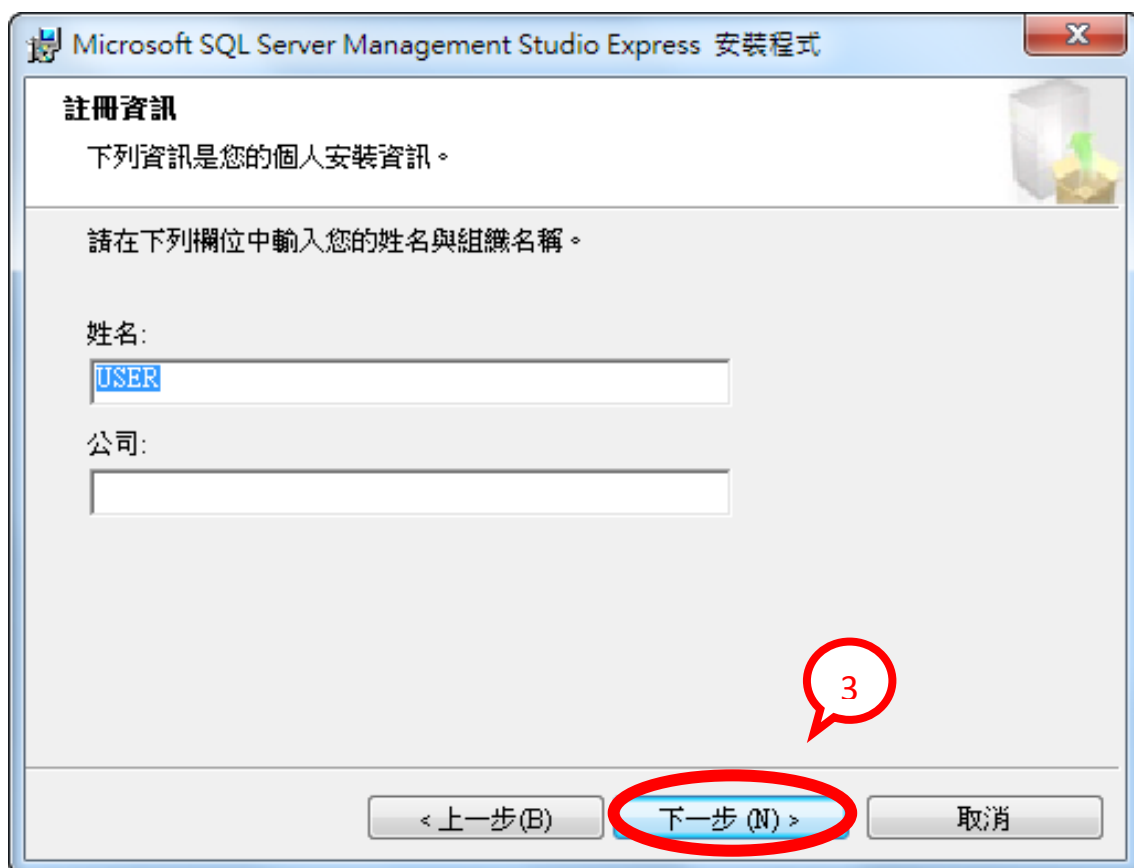 Microsoft SQL Server Management Studio Express 安裝程式
註冊資訊
下列資訊是您的個人安裝資訊。
請在下列欄位中輸入您的姓名與組織名稱。
姓名:
USER
公司:
3
<上一步(B) 下一步 (N) > 取消